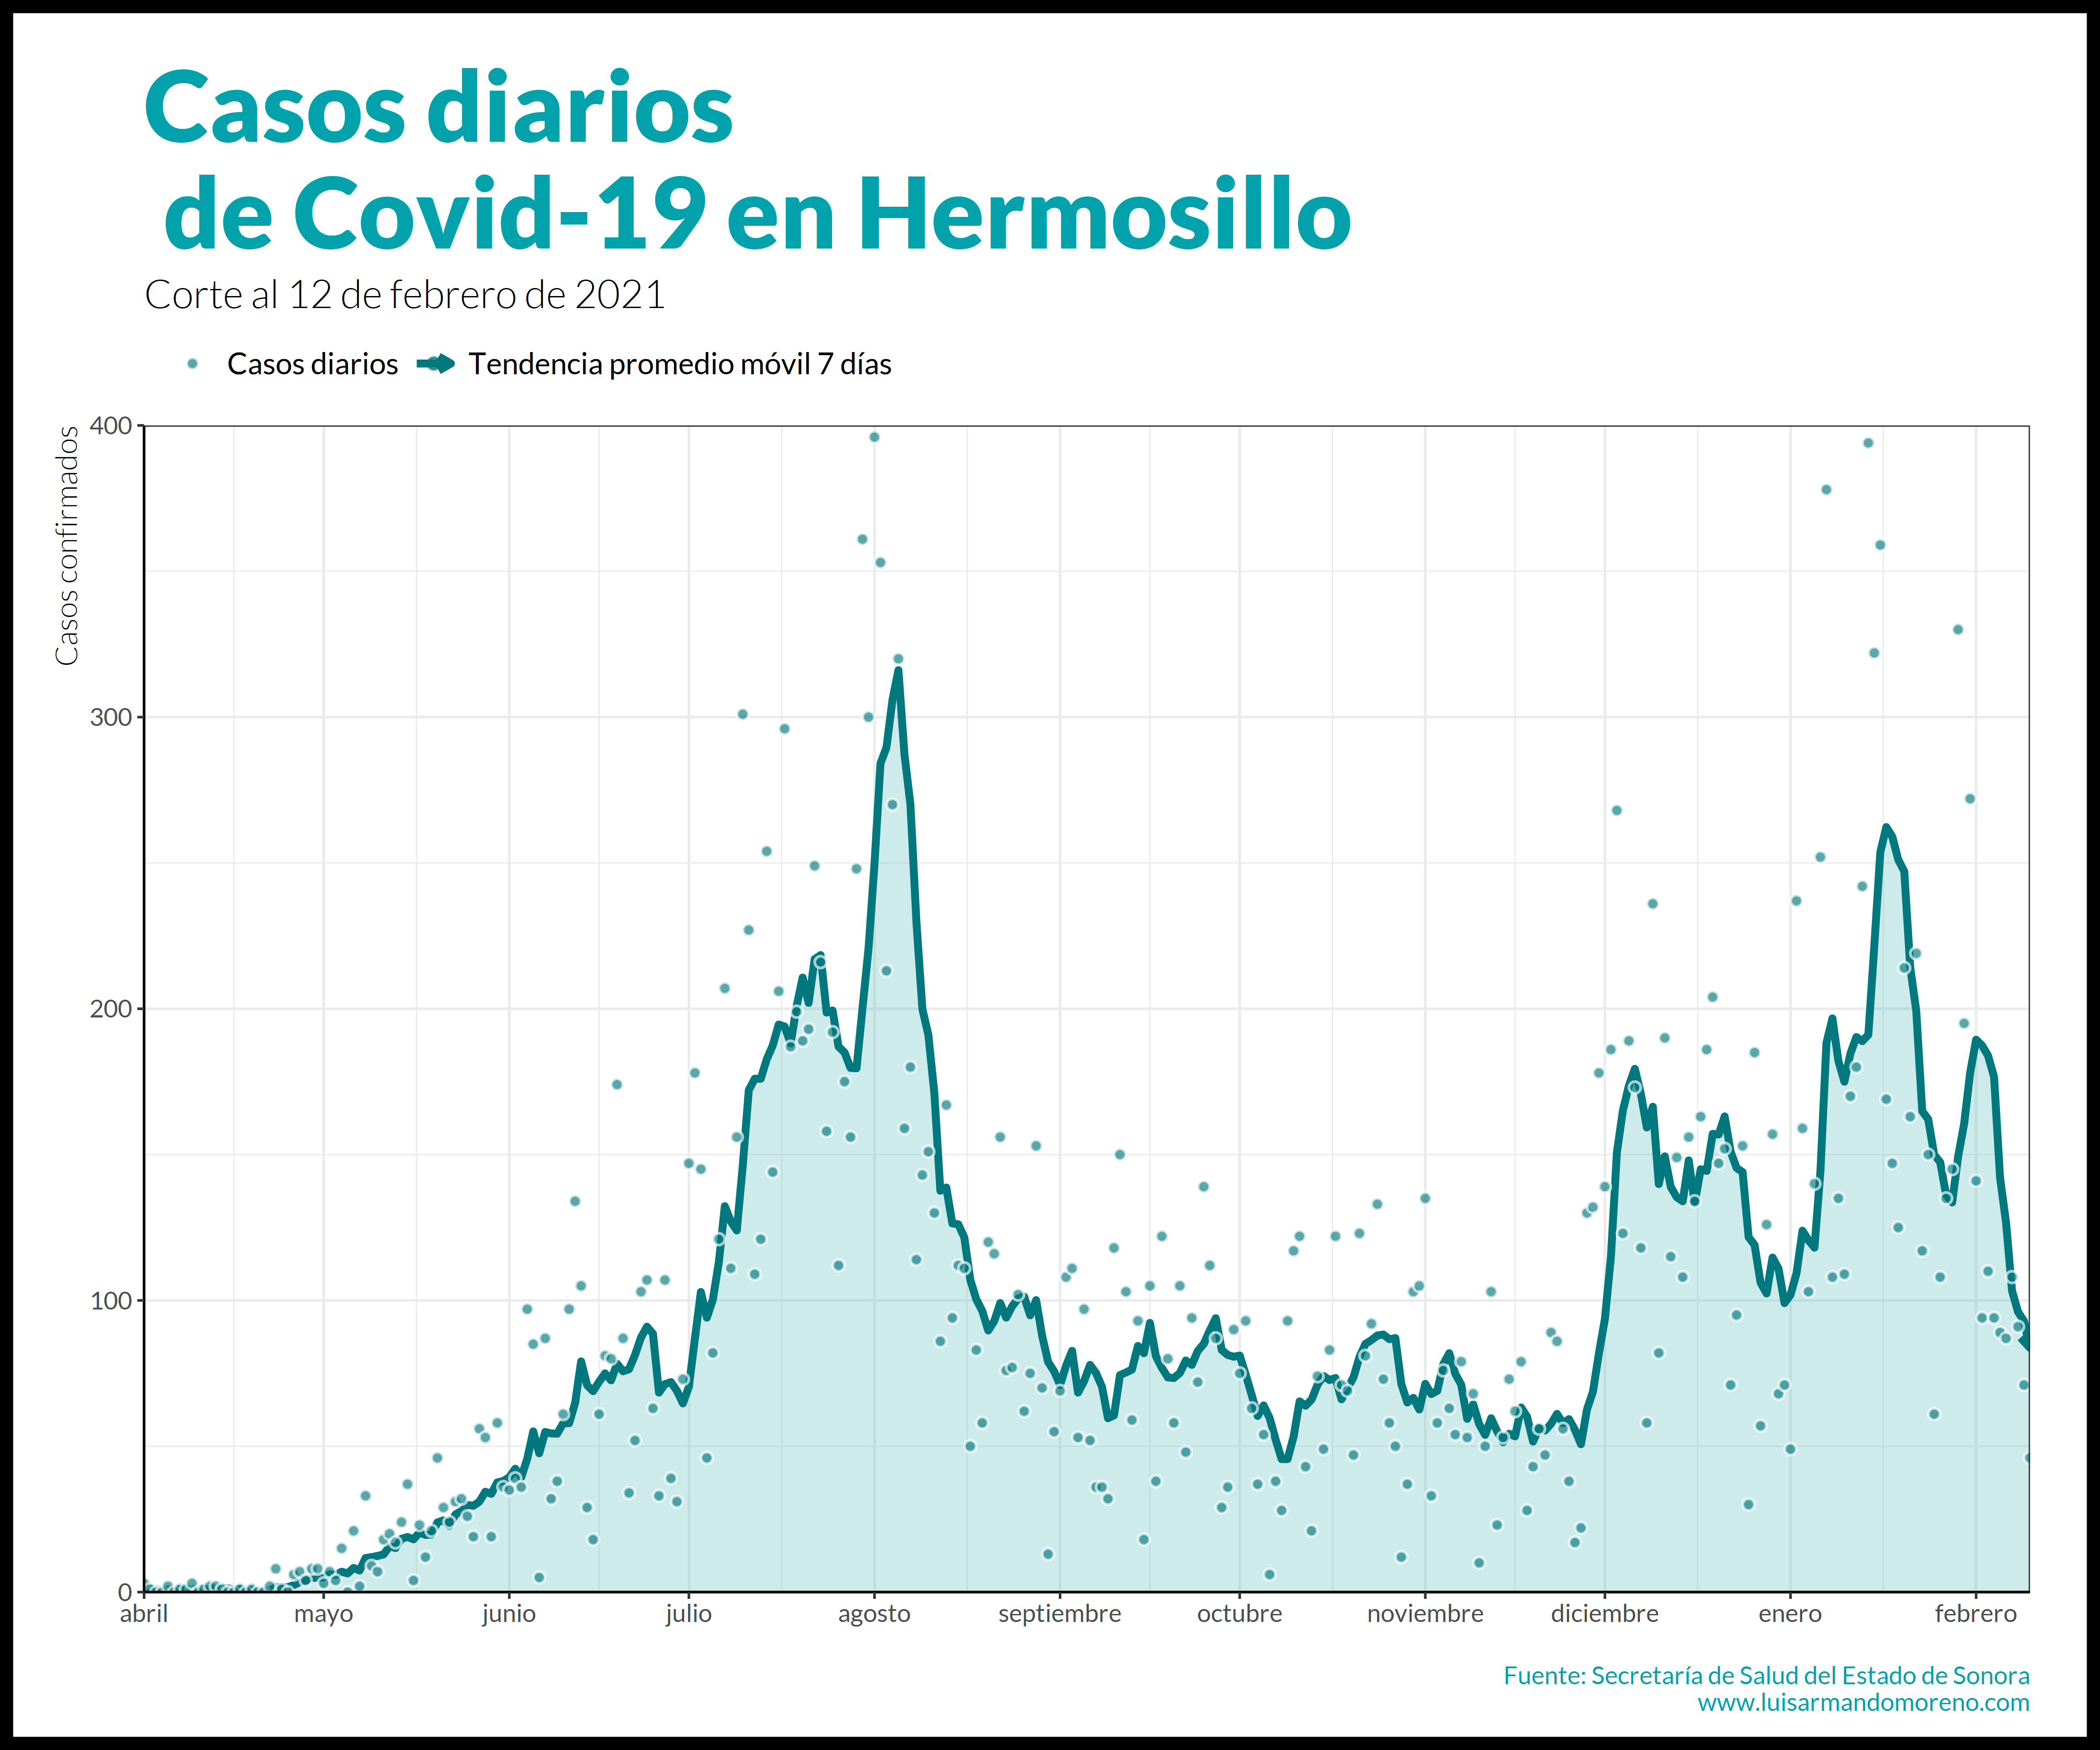 Casos diarios
de Covid-19 en Hermosillo
Corte al 12 de febrero de 2021
Casos diarios
Tendencia promedio móvil 7 días
Casos confirmados
400
300
200
100
0
abril
mayo
junio
julio
agosto
septiembre
octubre
noviembre
diciembre
enero
febrero
Fuente: Secretaría de Salud del Estado de Sonora
www.luisarmandomoreno.com